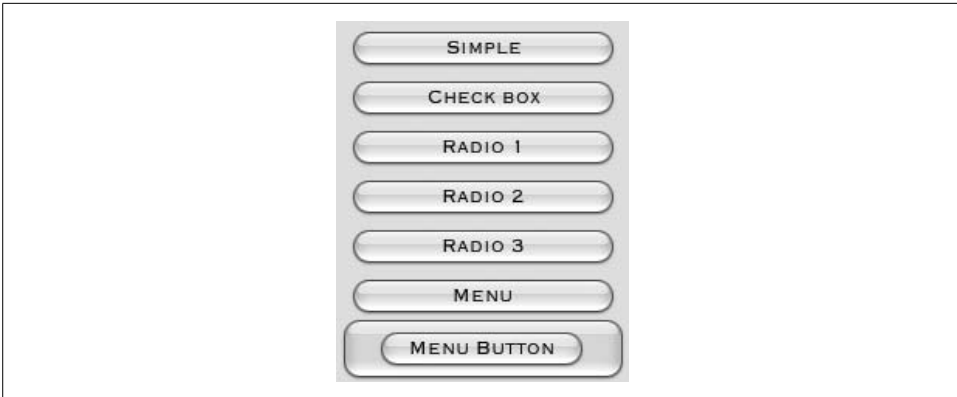 SIMPLE
CHECK BOX
RADIO 1
RADIO 2
RADIO 3
MENU
MENU BUTTON